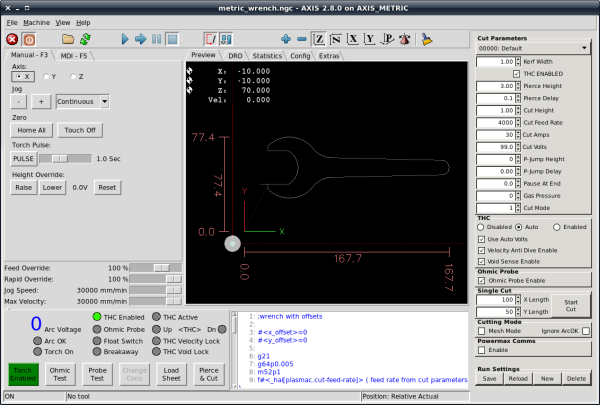 metric_wrench.ngc - AXIS 2.8.0 on AXIS_METRIC
File Machine View Help
Manual - F3 MDI - F5
Axis:
X Y Z
Jog
- + Continuous
Zero
Home All Touch Off
Torch Pulse:
PULSE 1.0 Sec
Height Override:
Raise Lower 0.0V Reset
Feed Override: 100 %
Rapid Override: 100 %
Jog Speed: 30000 mm/min
Max Velocity: 30000 mm/min
Z N X Y P
Preview DRO Statistics Config Extras
X: -10.000
Y: -10.000
Z: 70.000
Vel: 0.000
77.4
77.4
0.0
Y
X
167.7
0.0
167.7
Cut Parameters
00000: Default
1.00 Kerf Width
THC ENABLED
3.00 Pierce Height
0.1 Pierce Delay
1.00 Cut Height
4000 Cut Feed Rate
30 Cut Amps
99.0 Cut Volts
0 P-Jump Height
0.00 P-Jump Delay
0.0 Pause At End
0 Gas Pressure
1 Cut Mode
THC
Disabled Auto Enabled
Use Auto Volts
Velocity Anti Dive Enable
Void Sense Enable
Ohmic Probe
Ohmic Probe Enable
Single Cut
100 X Length
50 Y Length
Start
Cut
Cutting Mode
Mesh Mode Ignore ArcOK
Powermax Comms
Enable
Run Settings
Save Reload New Delete
0
Arc Voltage
Arc OK
Torch On
THC Enabled
Ohmic Probe
Float Switch
Breakaway
THC Active
Up <THC> Dn
THC Velocity Lock
THC Void Lock
Torch
Enabled
Ohmic
Test
Probe
Test
Change
Cons
Load
Sheet
Pierce
& Cut
1: ;wrench with offsets
2:
3: #<x_offset>=0
4: #<y_offset>=0
5:
6: g21
7: g64p0.005
8: m52p1
9: f#<_hal[plasmac.cut-feed-rate]> ( feed rate from cut parameters
ON No tool Position: Relative Actual